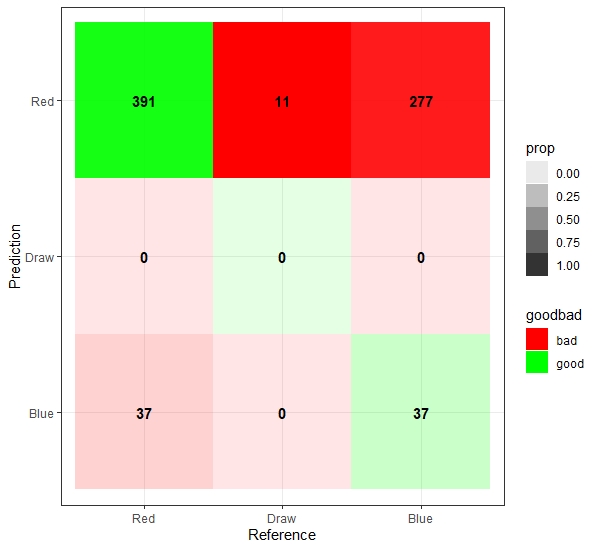 Red 391 11 277
Draw 0 0 0
Blue 37 0 37
Red Draw Blue
Reference
Prediction
prop
0.00
0.25
0.50
0.75
1.00
goodbad
bad
good